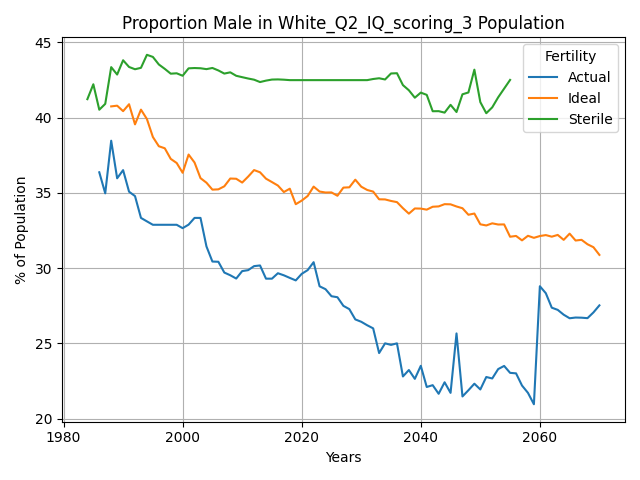 Proportion Male in White_Q2_IQ_scoring_3 Population
% of Population
45
40
35
30
25
20
1980
2000
2020
2040
2060
Years
Fertility
Actual
Ideal
Sterile